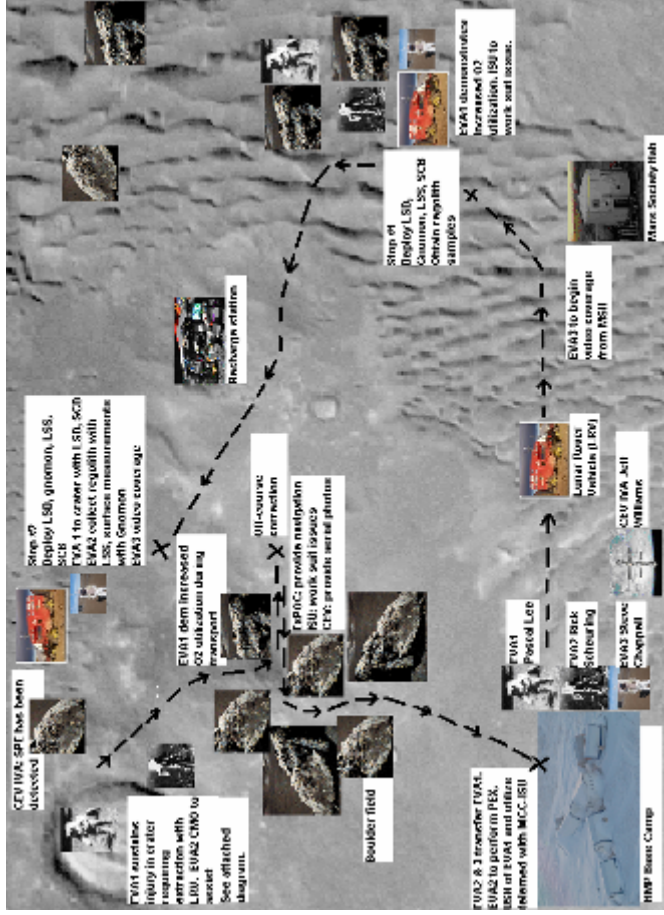 CEV IVA: SPE has been
detected
Stop #2
Deploy LSD, gnomon, LSS,
SCB
EVA 1 to crater with LSD, SCB
EVA2 collect regolith with
LSS, surface measurements
with Gnomon
EVA3 video coverage
Recharge station
Stop #1
Deploy LSD,
Gnomon, LSS, SCB
Obtain regolith
samples
EVA1 demonstrates
increased O2
utilization. ISU to
work suit issue.
EVA1 sustains
injury in crater
requiring
extraction with
LRV. EVA2 CMO to
assist
See attached
diagram.
EVA1 dem increased
O2 utilization during
transport
Off-course
correction
ExPOC: provide navigation
ISU: work suit issues
CEV: provide aerial photos
Boulder field
EVA2 & 3 transfer EVA1.
EVA2 to perform PEX,
USN of EVA1 and utilize
telemed with MCC-ISU
HMP Base Camp
EVA1
Pascal Lee
EVA2 Rick
Scheuring
EVA3 Steve
Chappell
CEV IVA Jeff
Williams
Lunar Rover
Vehicle (LRV)
EVA3 to begin
video coverage
from MSH
Mars Society Hab